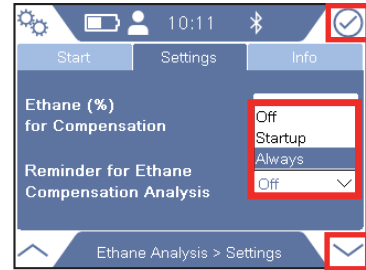 10:11
Start
Settings
Info
Ethane (%)
for Compensation
Off
Startup
Always
Reminder for Ethane
Compensation Analysis
Off
Ethane Analysis > Settings